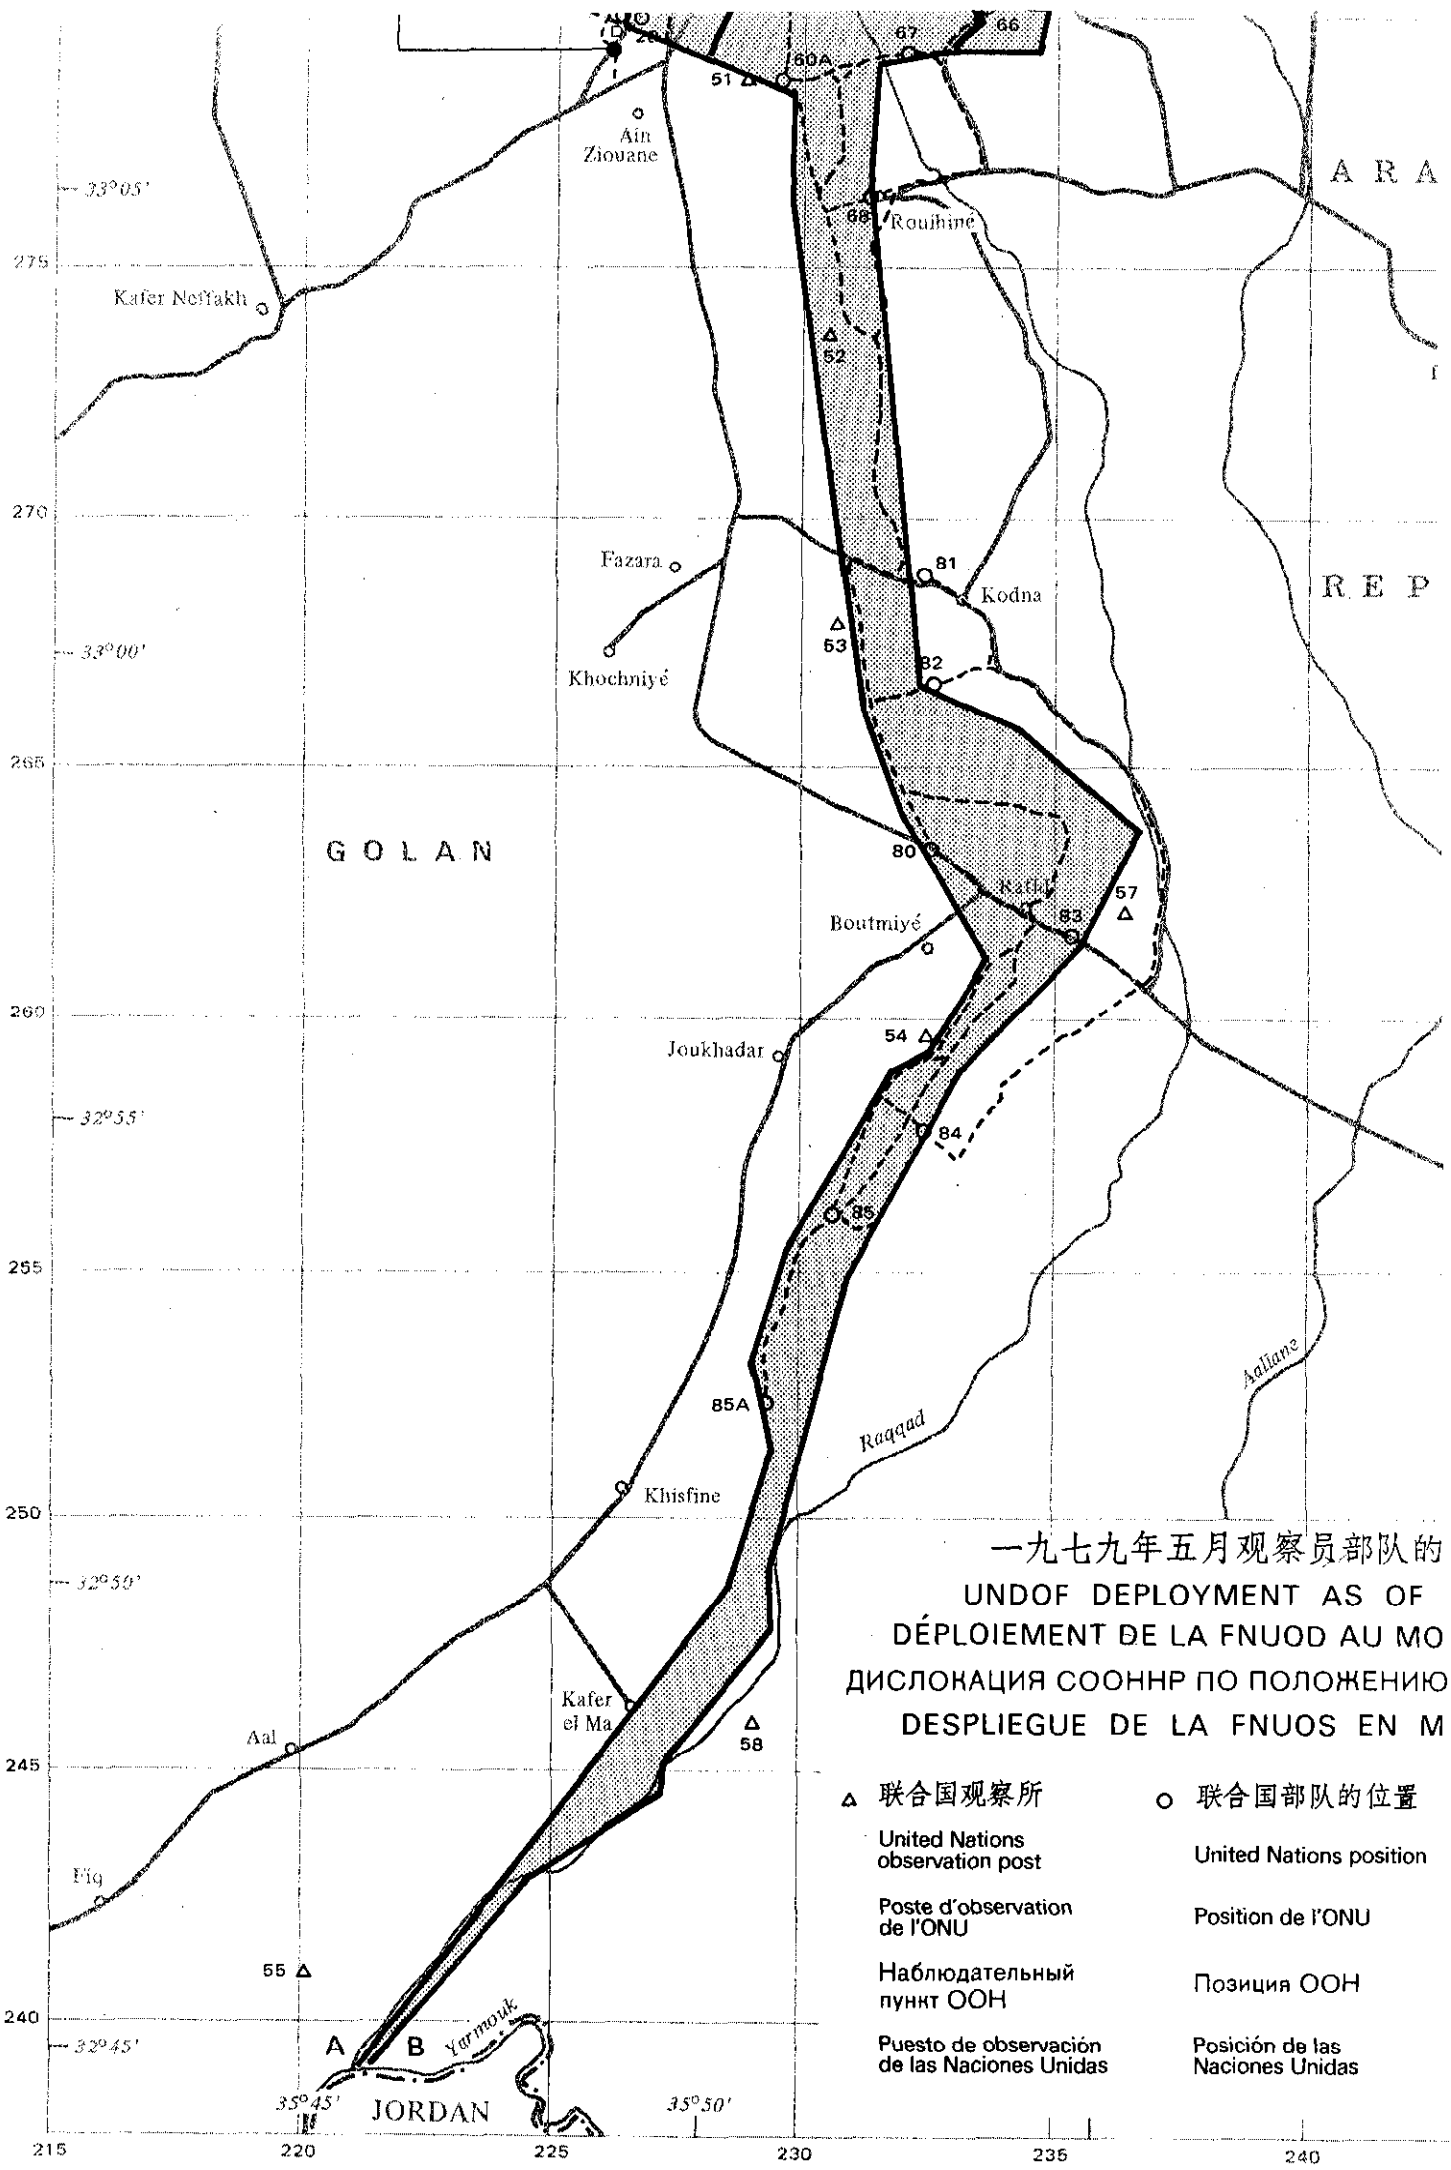 66
67
60A
51
Ain
Ziouane
33°05'
A R A
68
Rouihiné
275
Kafer Neffakh
52
270
Fazara
81
Kodna
R E P
53
33°00'
82
Khochniyé
265
GOLAN
80
57
83
Boutmiyé
260
54
Joukhadar
32°55'
84
85
255
Aallane
85A
Raqqad
Khisfine
250
一九七九年五月观察员部队的
32°50'
UNDOF DEPLOYMENT AS OF
DÉPLOIEMENT DE LA FNUOD AU MO
ДИСЛОКАЦИЯ СООННР ПО ПОЛОЖЕНИЮ
Kafer
el Ma
DESPLIEGUE DE LA FNUOS EN M
Aal
58
245
联合国观察所
联合国部队的位置
United Nations
observation post
United Nations position
Fiq
Poste d'observation
de l'ONU
Position de l'ONU
55
Наблюдательный
пункт ООН
Позиция ООН
240
Yarmouk
32°45'
A
B
Puesto de observación
de las Naciones Unidas
Posición de las
Naciones Unidas
35°45'
JORDAN
35°50'
215
220
225
230
235
240